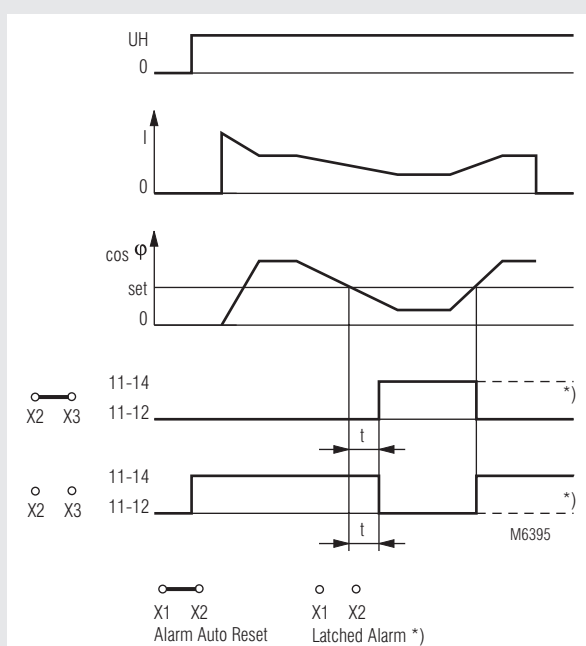 UH
0
I
0
cos φ
set
0
11-14
11-12
*)
X2 X3
t
11-14
11-12
*)
X2 X3
M6395
t
X1 X2
Alarm Auto Reset
X1 X2
Latched Alarm *)